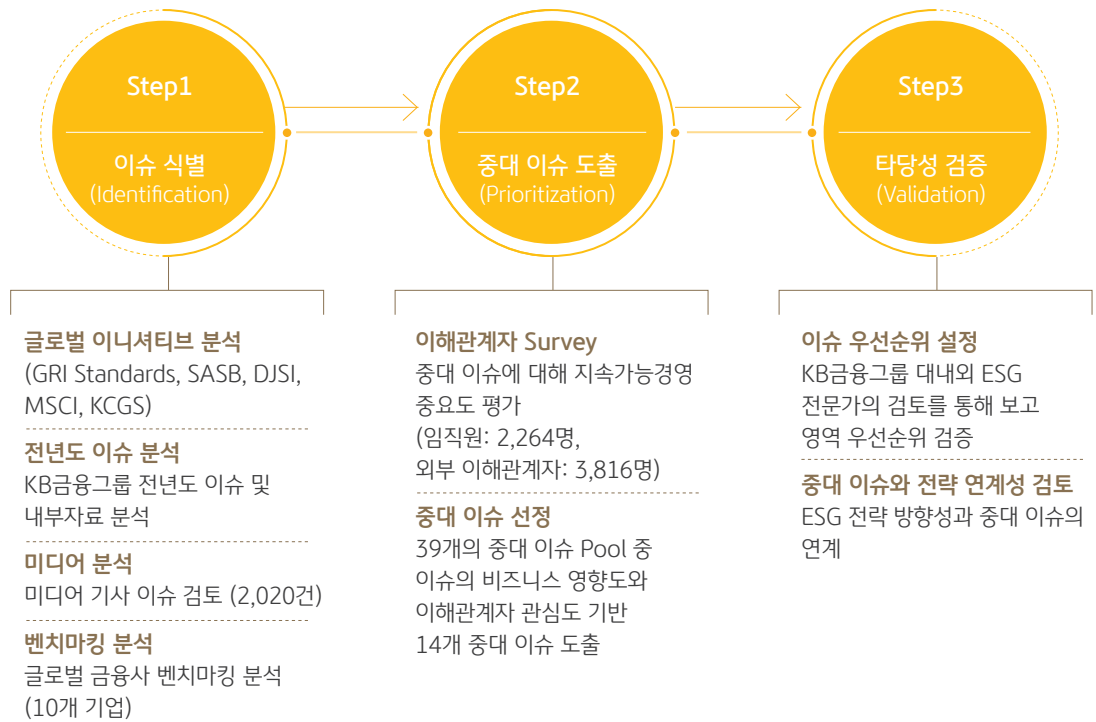 Step1
이슈 식별
(Identification)
Step2
중대 이슈 도출
(Prioritization)
Step3
타당성 검증
(Validation)
글로벌 이니셔티브 분석
(GRI Standards, SASB, DJSI,
MSCI, KCGS)
전년도 이슈 분석
KB금융그룹 전년도 이슈 및
내부자료 분석
미디어 분석
미디어 기사 이슈 검토 (2,020건)
벤치마킹 분석
글로벌 금융사 벤치마킹 분석
(10개 기업)
이해관계자 Survey
중대 이슈에 대해 지속가능경영
중요도 평가
(임직원: 2,264명,
외부 이해관계자: 3,816명)
중대 이슈 선정
39개의 중대 이슈 Pool 중
이슈의 비즈니스 영향도와
이해관계자 관심도 기반
14개 중대 이슈 도출
이슈 우선순위 설정
KB금융그룹 대내외 ESG
전문가의 검토를 통해 보고
영역 우선순위 검증
중대 이슈와 전략 연계성 검토
ESG 전략 방향성과 중대 이슈의
연계